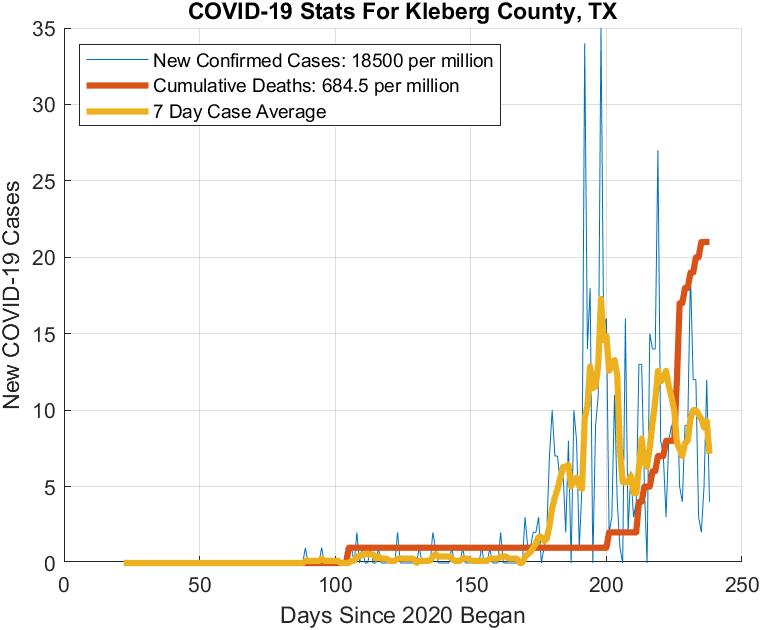 COVID-19 Stats For Kleberg County, TX
New Confirmed Cases: 18500 per million
Cumulative Deaths: 684.5 per million
7 Day Case Average
New COVID-19 Cases
35
30
25
20
15
10
5
0
0 50 100 150 200 250
Days Since 2020 Began